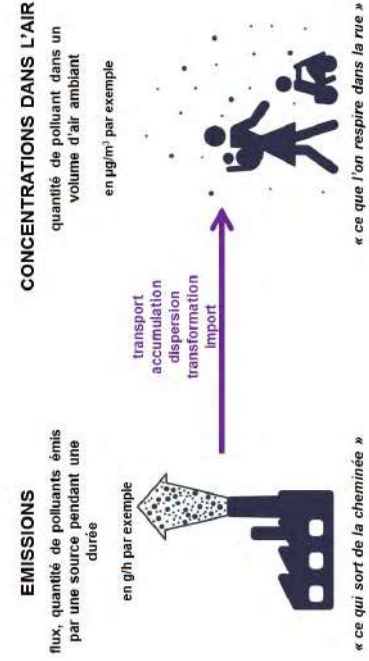 EMISSIONS
flux, quantité de polluants émis
par une source pendant une
durée
en g/h par exemple
« ce qui sort de la cheminée »
transport
accumulation
dispersion
transformation
import
CONCENTRATIONS DANS L'AIR
quantité de polluant dans un
volume d'air ambiant
en µg/m³ par exemple
« ce que l'on respire dans la rue »